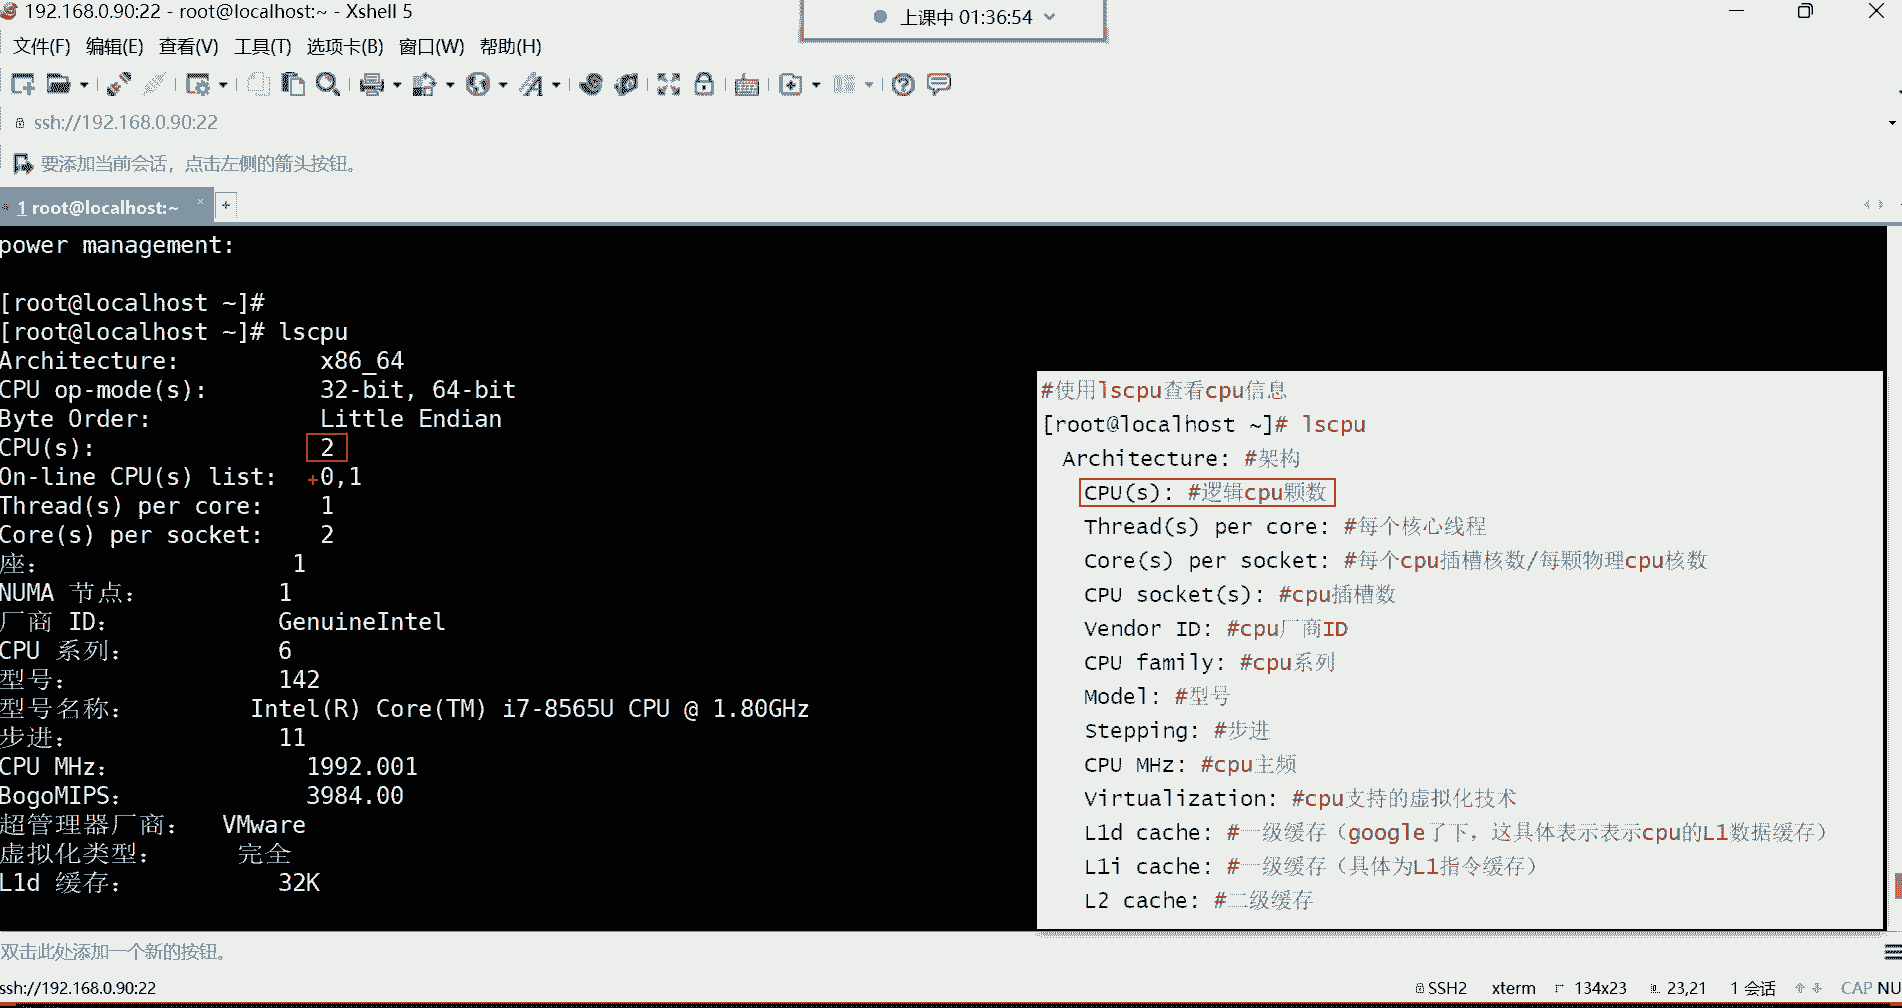 192.168.0.90:22 - root@localhost:~ - Xshell 5
上课中 01:36:54
文件(F) 编辑(E) 查看(V) 工具(T) 选项卡(B) 窗口(W) 帮助(H)
ssh://192.168.0.90:22
要添加当前会话，点击左侧的箭头按钮。
1 root@localhost:~
power management:
[root@localhost ~]#
[root@localhost ~]# lscpu
Architecture: x86_64
CPU op-mode(s): 32-bit, 64-bit
Byte Order: Little Endian
CPU(s): 2
On-line CPU(s) list: 0,1
Thread(s) per core: 1
Core(s) per socket: 2
座： 1
NUMA 节点： 1
厂商 ID： GenuineIntel
CPU 系列： 6
型号： 142
型号名称： Intel(R) Core(TM) i7-8565U CPU @ 1.80GHz
步进： 11
CPU MHz： 1992.001
BogoMIPS： 3984.00
超管理器厂商： VMware
虚拟化类型： 完全
L1d 缓存： 32K
#使用lscpu查看cpu信息
[root@localhost ~]# lscpu
Architecture: #架构
CPU(s): #逻辑cpu颗数
Thread(s) per core: #每个核心线程
Core(s) per socket: #每个cpu插槽核数/每颗物理cpu核数
CPU socket(s): #cpu插槽数
Vendor ID: #cpu厂商ID
CPU family: #cpu系列
Model: #型号
Stepping: #步进
CPU MHz: #cpu主频
Virtualization: #cpu支持的虚拟化技术
L1d cache: #一级缓存（google了下，这具体表示表示cpu的L1数据缓存）
L1i cache: #一级缓存（具体为L1指令缓存）
L2 cache: #二级缓存
双击此处添加一个新的按钮。
ssh://192.168.0.90:22 SSH2 xterm 134x23 23,21 1 会话 CAP NU